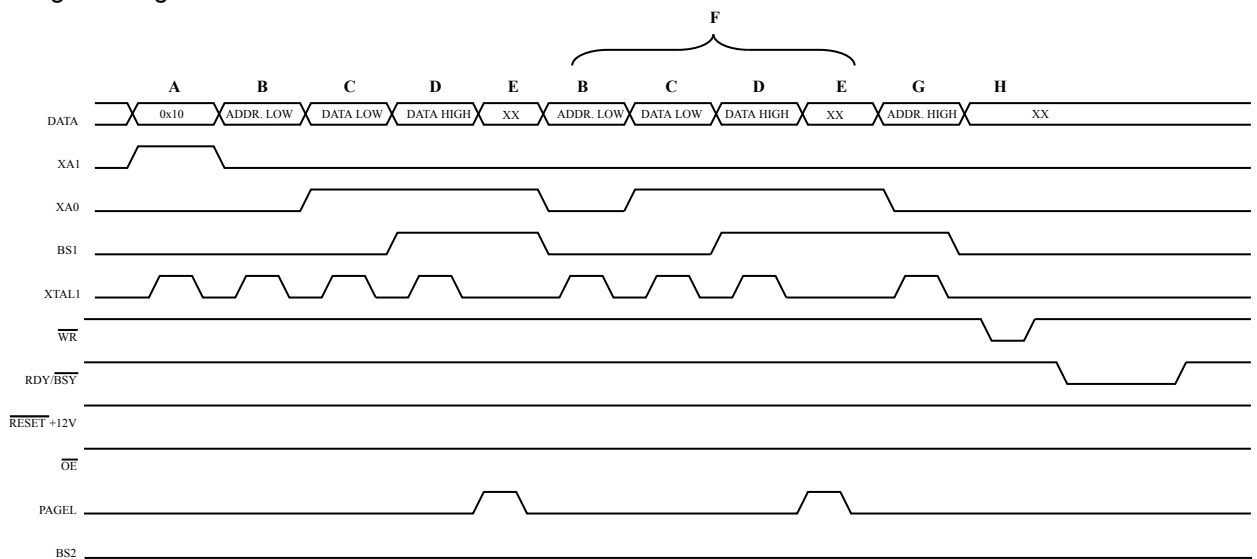 F
A B C D E B C D E G H
DATA 0x10 ADDR. LOW DATA LOW DATA HIGH XX ADDR. LOW DATA LOW DATA HIGH XX ADDR. HIGH XX
XA1
XA0
BS1
XTAL1
WR
RDY/BSY
RESET +12V
OE
PAGEL
BS2